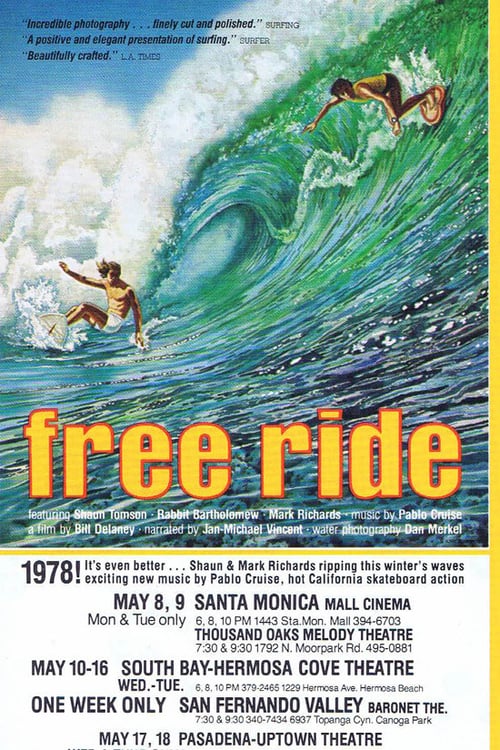 "Incredible photography . . . finely cut and polished." SURFING
"A positive and elegant presentation of surfing." SURFER
"Beautifully crafted." L.A. TIMES
free ride
featuring Shaun Tomson · Rabbit Bartholomew · Mark Richards · music by Pablo Cruise
a film by Bill Delaney · narrated by Jan-Michael Vincent · water photography Dan Merkel
1978! It's even better . . . Shaun & Mark Richards ripping this winter's waves
exciting new music by Pablo Cruise, hot California skateboard action
MAY 8, 9 SANTA MONICA MALL CINEMA
Mon & Tue only 6, 8, 10 PM 1443 Sta.Mon. Mall 394-6703
THOUSAND OAKS MELODY THEATRE
7:30 & 9:30 1792 N. Moorpark Rd. 495-0881
MAY 10-16 SOUTH BAY-HERMOSA COVE THEATRE
WED.-TUE. 6, 8, 10 PM 379-2465 1229 Hermosa Ave. Hermosa Beach
ONE WEEK ONLY SAN FERNANDO VALLEY BARONET THE.
7:30 & 9:30 340-7434 6937 Topanga Cyn. Canoga Park
MAY 17, 18 PASADENA-UPTOWN THEATRE